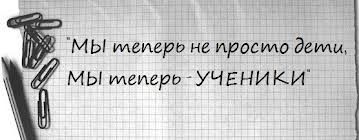 "МЫ теперь не просто дети,
МЫ теперь - УЧЕНИКИ"